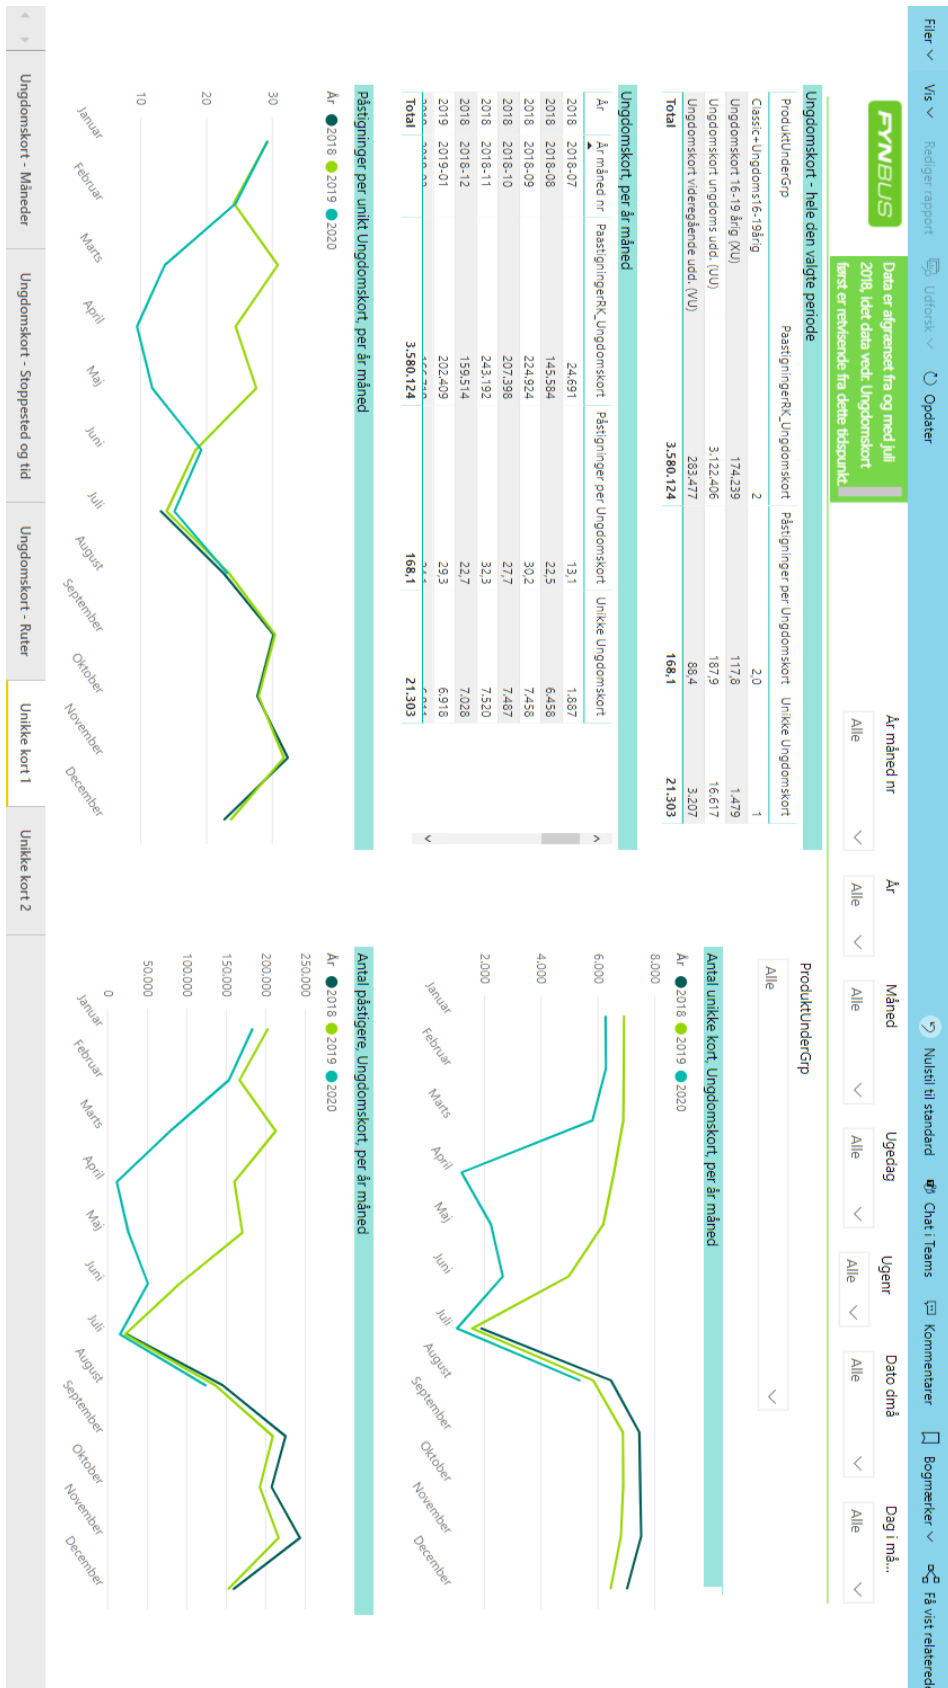 Filer
Vis
Rediger rapport
Udforsk
Opdater
Nulstil til standard
Chat i Teams
Kommentarer
Bogmærker
Få vist relaterede
FYNBUS
Data er afgrænset fra og med juli
2018, idet data vedr. Ungdomskort
først er retvisende fra dette tidspunkt.
År måned nr
År
Måned
Ugedag
Ugenr
Dato dmå
Dag i må...
Alle
Alle
Alle
Alle
Alle
Alle
Alle
ProduktUnderGrp
Alle
Ungdomskort - hele den valgte periode
ProduktUnderGrp PaastigningerRK_Ungdomskort Påstigninger per Ungdomskort Unikke Ungdomskort
Classic+Ungdoms16-19årig 2 2,0 1
Ungdomskort 16-19 årig (XU) 174.239 117,8 1.479
Ungdomskort ungdoms udd. (UU) 3.122.406 187,9 16.617
Ungdomskort videregående udd. (VU) 283.477 88,4 3.207
Total 3.580.124 168,1 21.303
Ungdomskort, per år måned
År År måned nr PaastigningerRK_Ungdomskort Påstigninger per Ungdomskort Unikke Ungdomskort
2018 2018-07 24.691 13,1 1.887
2018 2018-08 145.584 22,5 6.458
2018 2018-09 224.924 30,2 7.458
2018 2018-10 207.398 27,7 7.487
2018 2018-11 243.192 32,3 7.520
2018 2018-12 159.514 22,7 7.028
2019 2019-01 202.409 29,3 6.918
Total 3.580.124 168,1 21.303
Antal unikke kort, Ungdomskort, per år måned
År 2018 2019 2020
8.000
6.000
4.000
2.000
Januar Februar Marts April Maj Juni Juli August September Oktober November December
Påstigninger per unikt Ungdomskort, per år måned
År 2018 2019 2020
30
20
10
Januar Februar Marts April Maj Juni Juli August September Oktober November December
Antal påstigere, Ungdomskort, per år måned
År 2018 2019 2020
250.000
200.000
150.000
100.000
50.000
0
Januar Februar Marts April Maj Juni Juli August September Oktober November December
Ungdomskort - Måneder
Ungdomskort - Stoppested og tid
Ungdomskort - Ruter
Unikke kort 1
Unikke kort 2